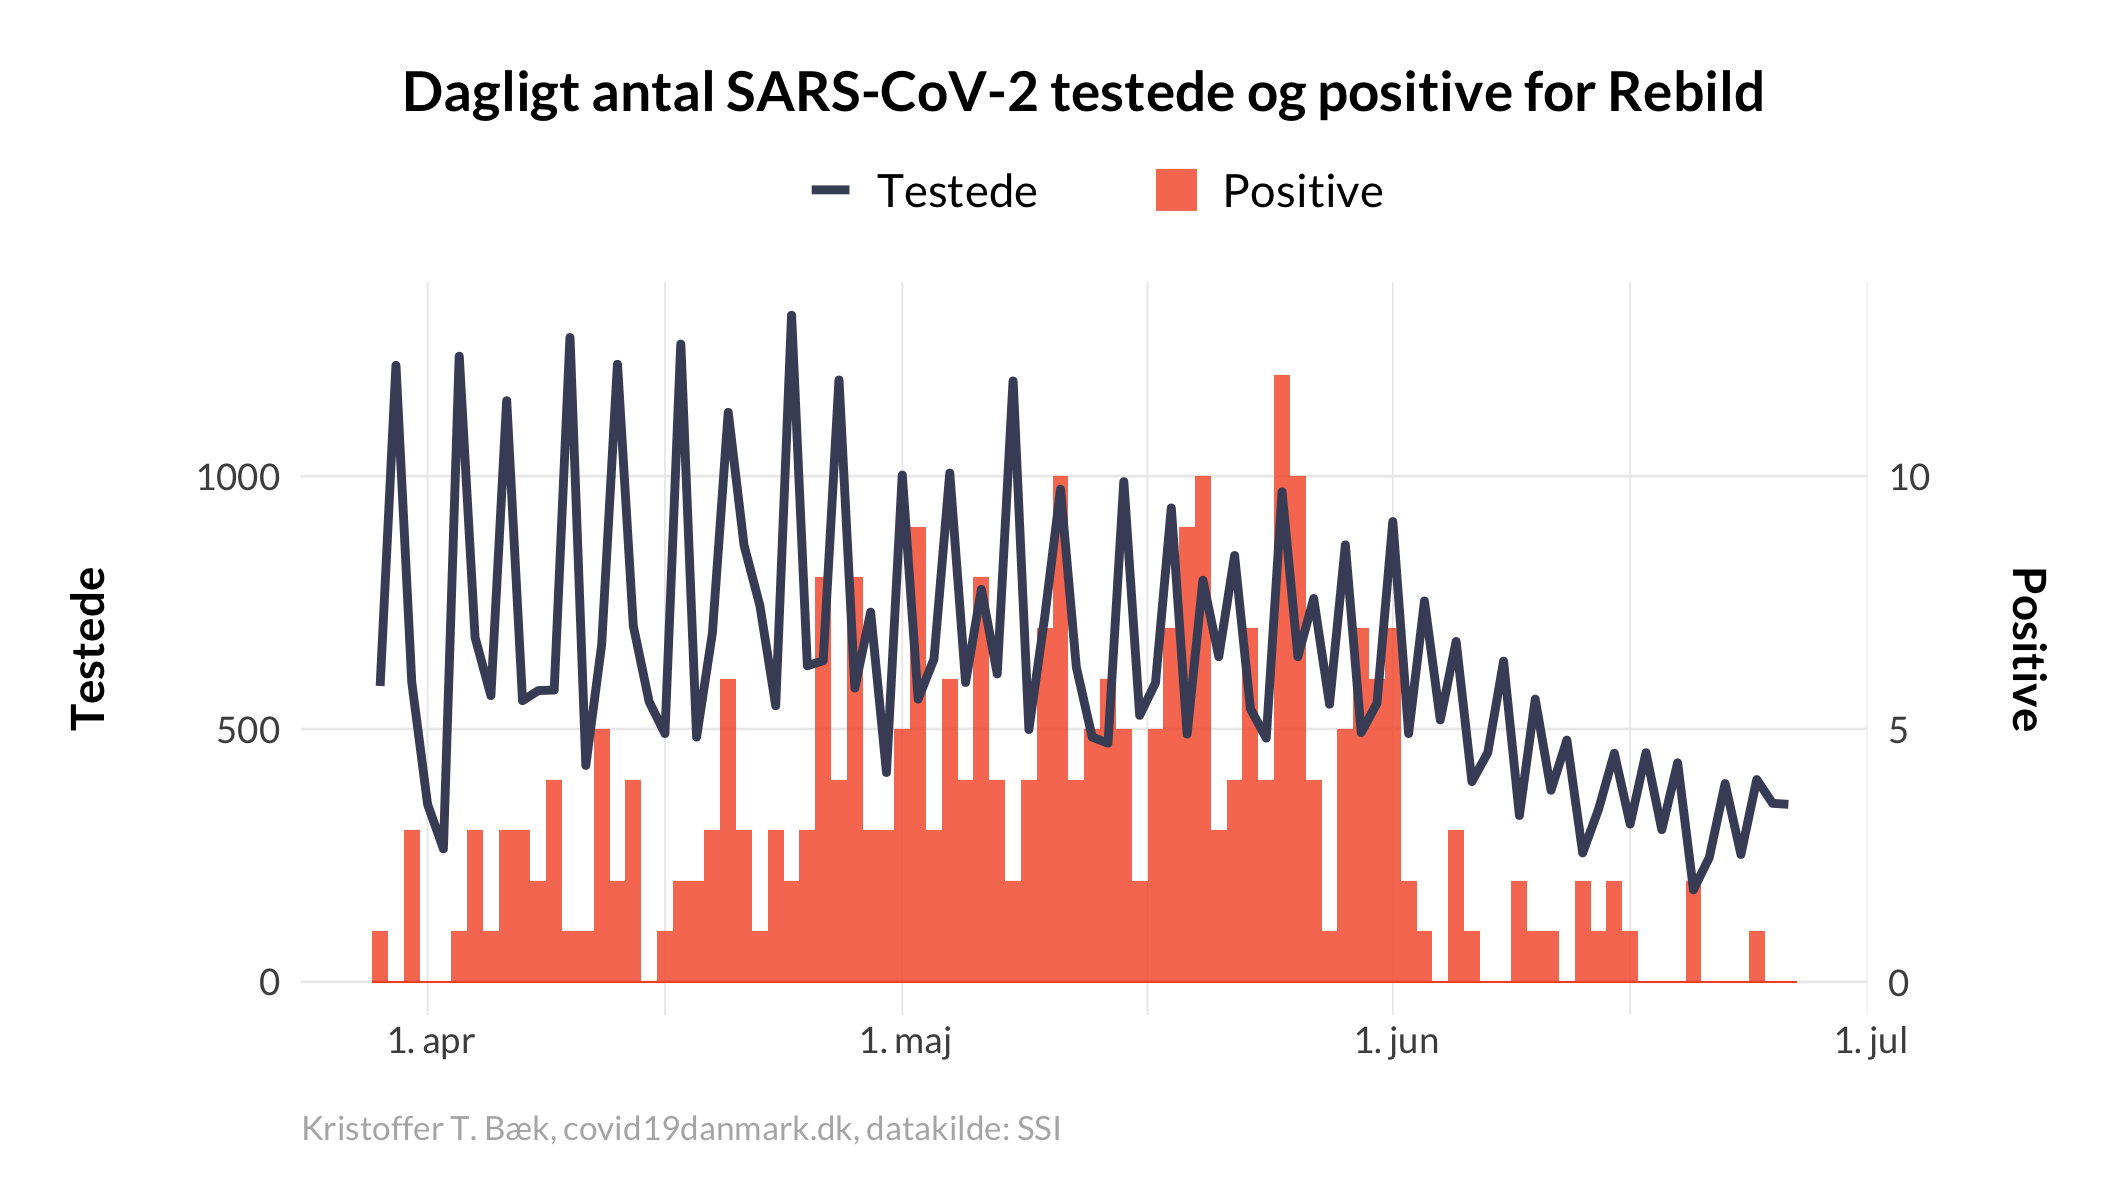 Dagligt antal SARS-CoV-2 testede og positive for Rebild
Testede
Positive
1000
500
0
10
5
0
Testede
Positive
1. apr
1. maj
1. jun
1. jul
Kristoffer T. Bæk, covid19danmark.dk, datakilde: SSI